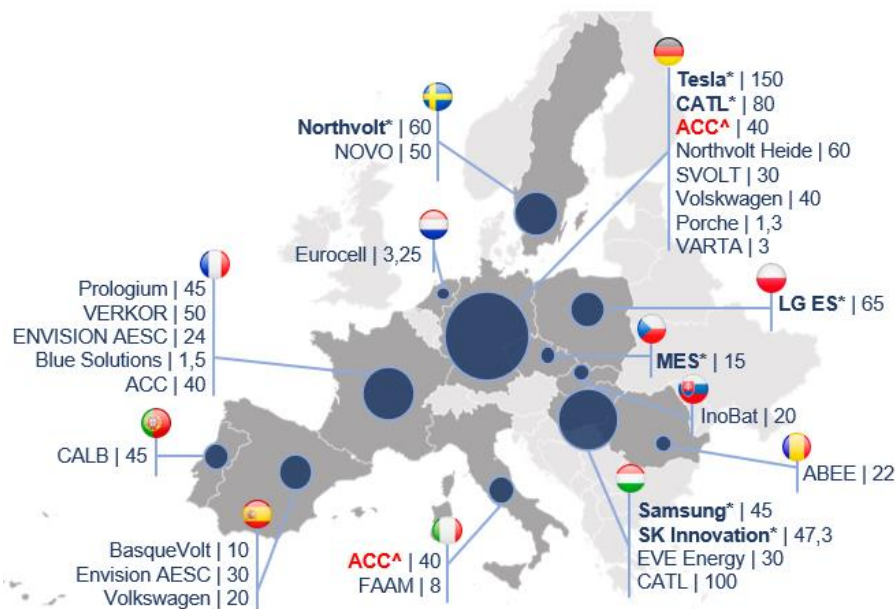 Tesla* | 150
CATL* | 80
ACC^ | 40
Northvolt Heide | 60
SVOLT | 30
Volskwagen | 40
Porche | 1,3
VARTA | 3
Northvolt* | 60
NOVO | 50
Eurocell | 3,25
Prologium | 45
VERKOR | 50
ENVISION AESC | 24
Blue Solutions | 1,5
ACC | 40
LG ES* | 65
MES* | 15
InoBat | 20
CALB | 45
ABEE | 22
BasqueVolt | 10
Envision AESC | 30
Volkswagen | 20
ACC^ | 40
FAAM | 8
Samsung* | 45
SK Innovation* | 47,3
EVE Energy | 30
CATL | 100